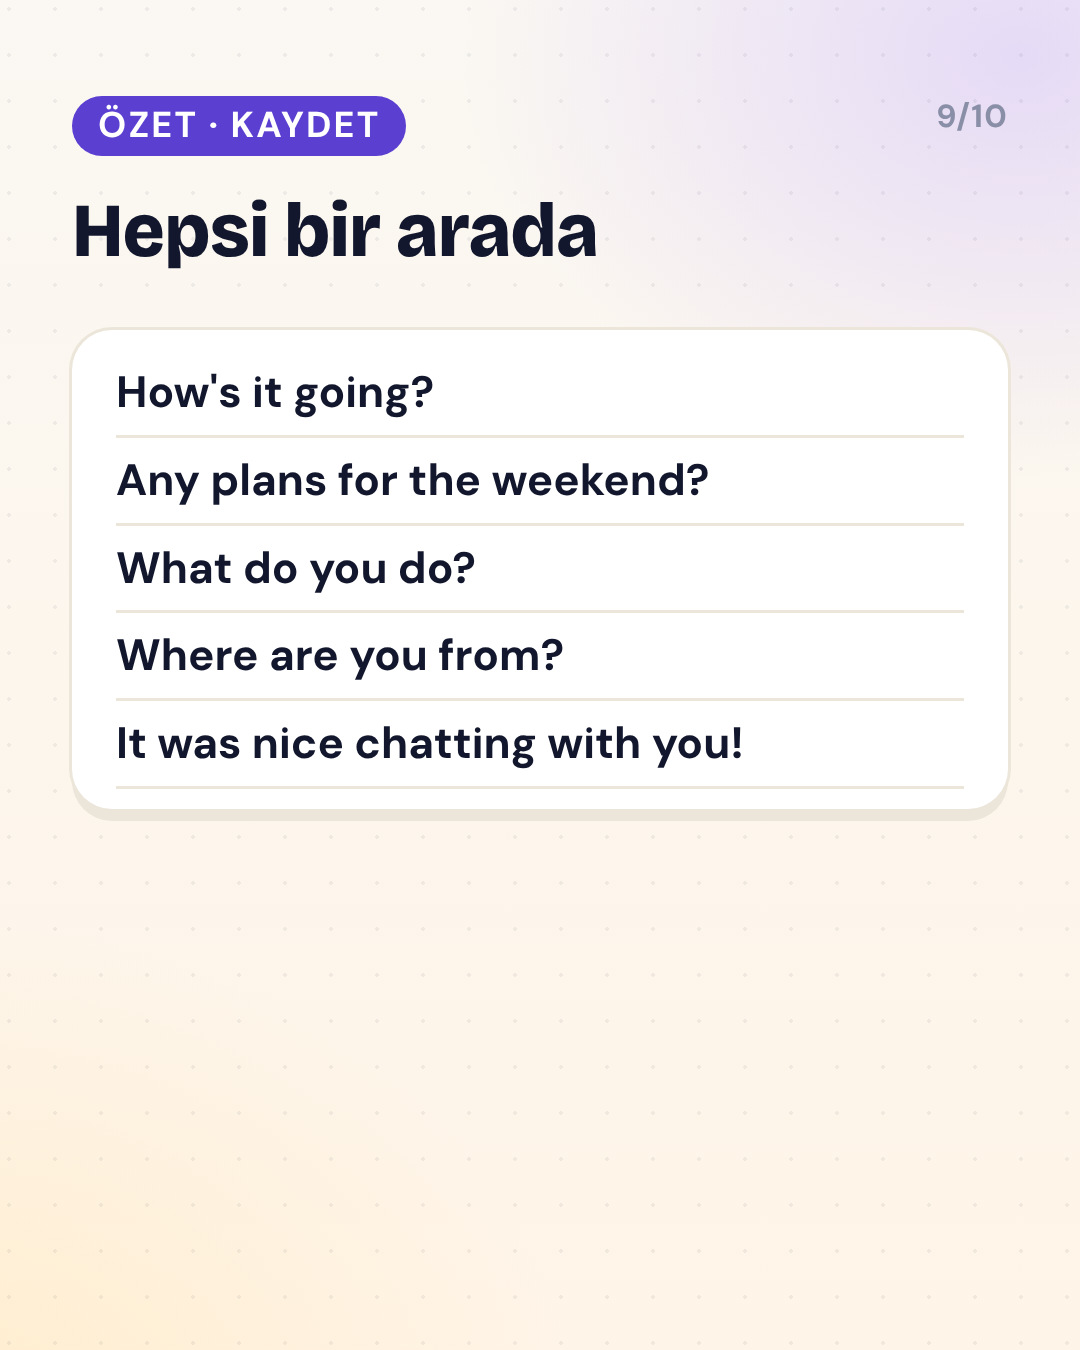 ÖZET · KAYDET
9/10
Hepsi bir arada
How's it going?
Any plans for the weekend?
What do you do?
Where are you from?
It was nice chatting with you!